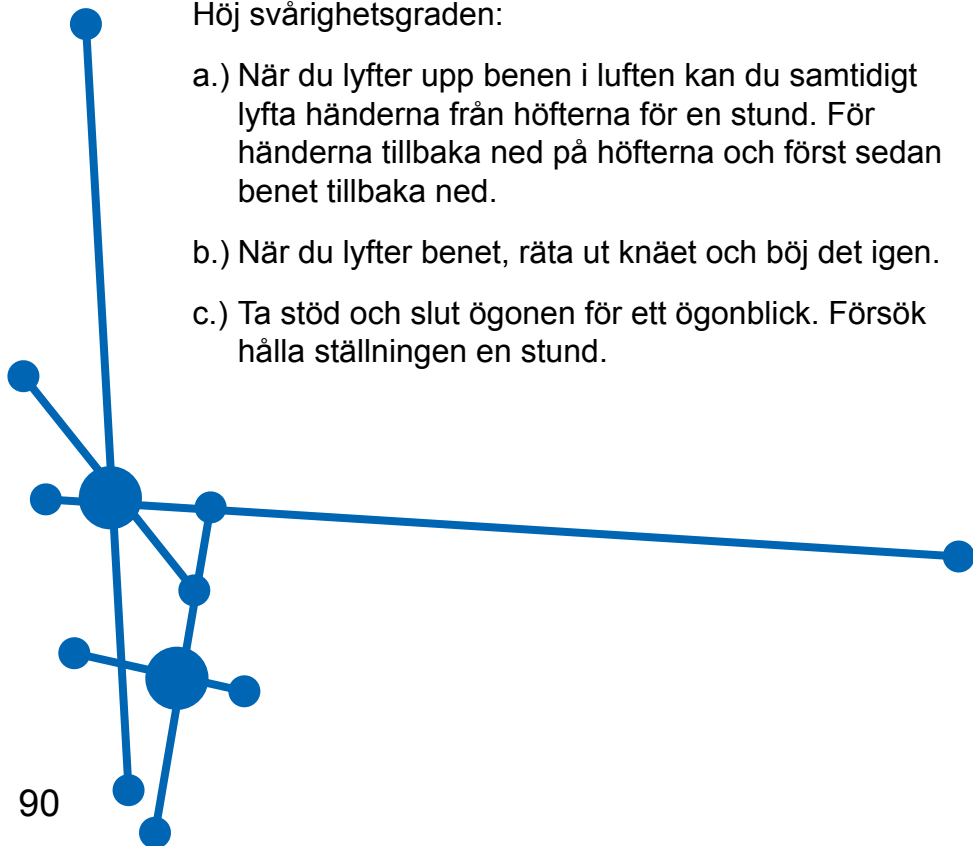 Höj svårighetsgraden:
a.) När du lyfter upp benen i luften kan du samtidigt
lyfta händerna från höfterna för en stund. För
händerna tillbaka ned på höfterna och först sedan
benet tillbaka ned.
b.) När du lyfter benet, räta ut knäet och böj det igen.
c.) Ta stöd och slut ögonen för ett ögonblick. Försök
hålla ställningen en stund.
90